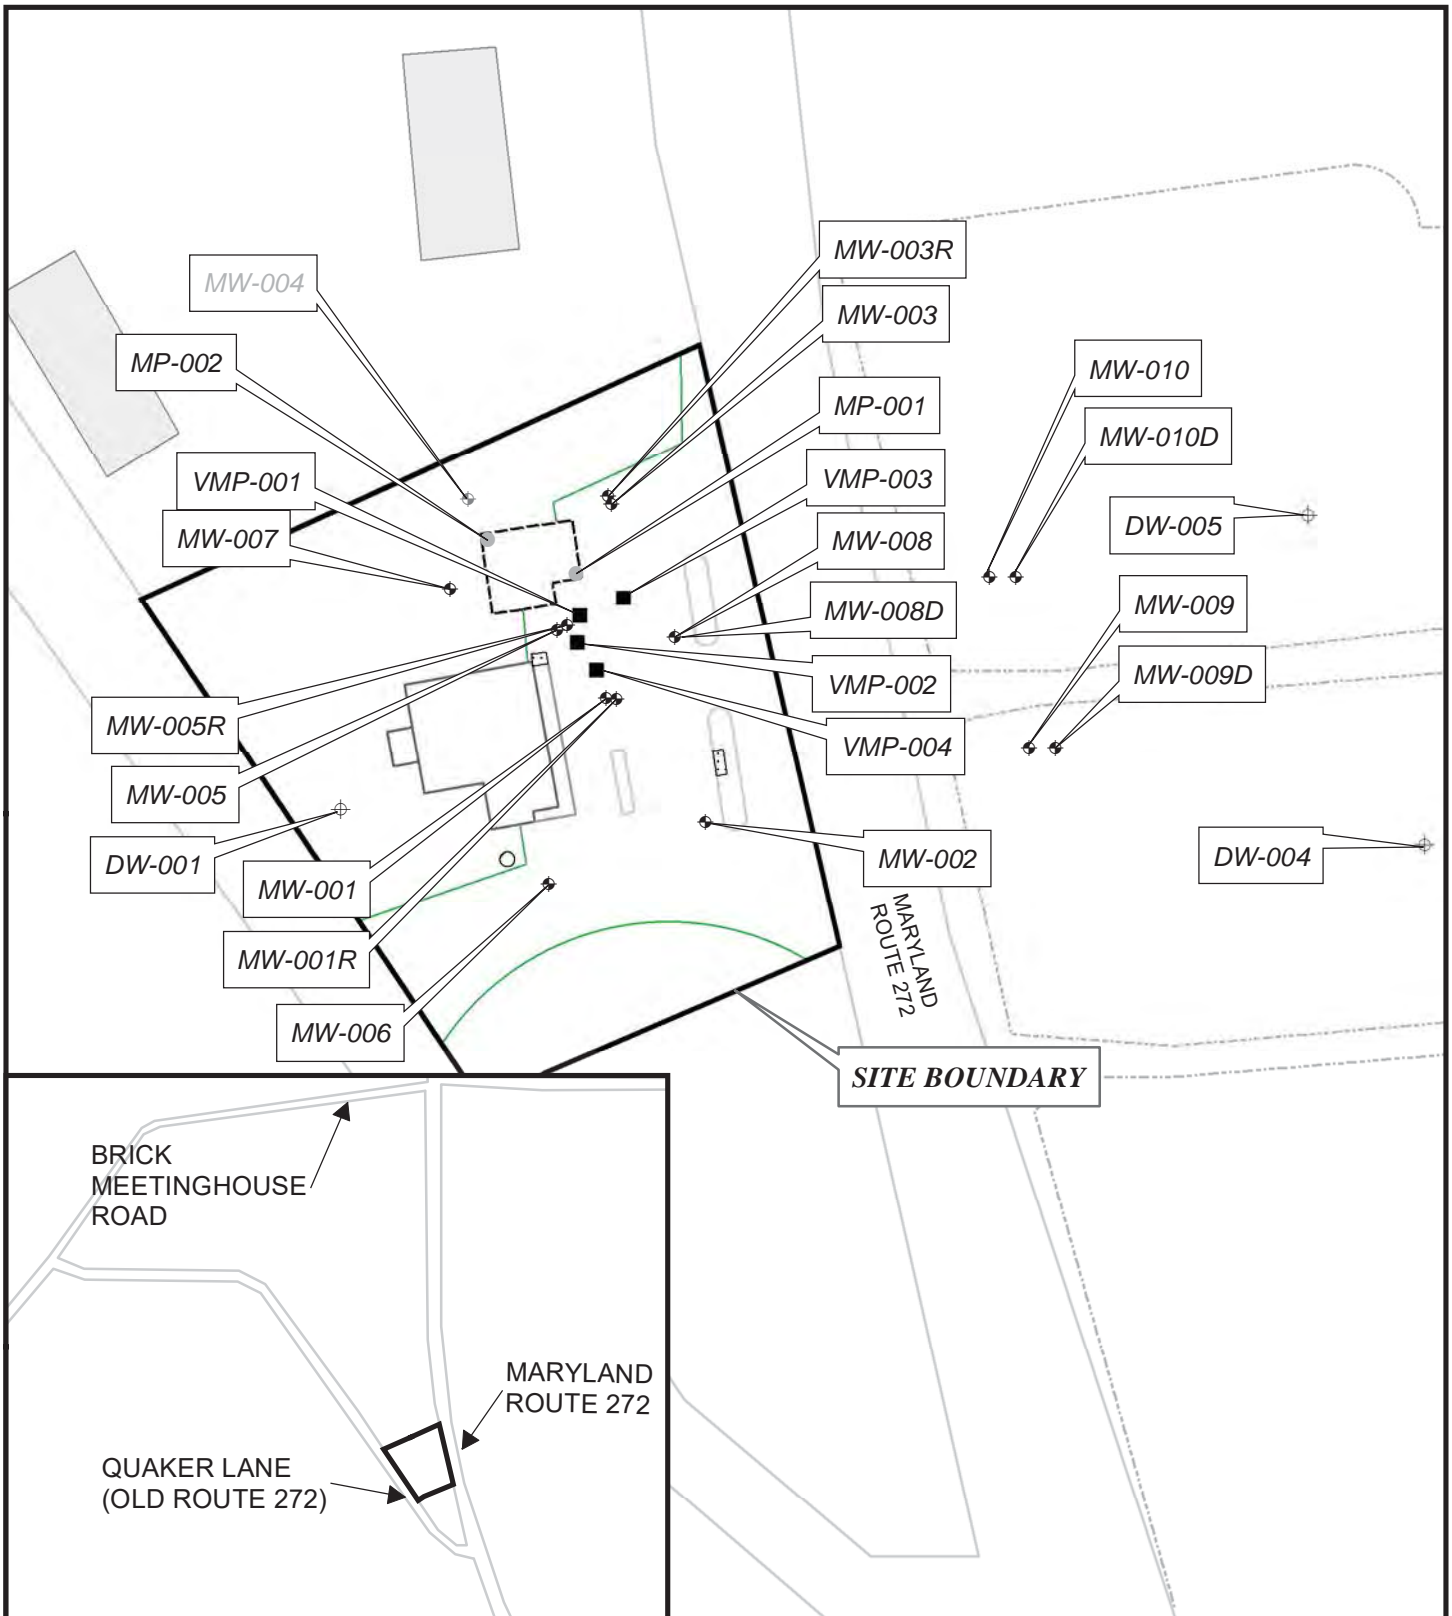 MW-003R
MW-004
MW-003
MP-002
MW-010
MP-001
MW-010D
VMP-001
VMP-003
DW-005
MW-007
MW-008
MW-009
MW-008D
MW-009D
VMP-002
MW-005R
VMP-004
MW-005
DW-001
MW-002
DW-004
MW-001
MARYLAND
ROUTE 272
MW-001R
MW-006
SITE BOUNDARY
BRICK
MEETINGHOUSE
ROAD
MARYLAND
ROUTE 272
QUAKER LANE
(OLD ROUTE 272)